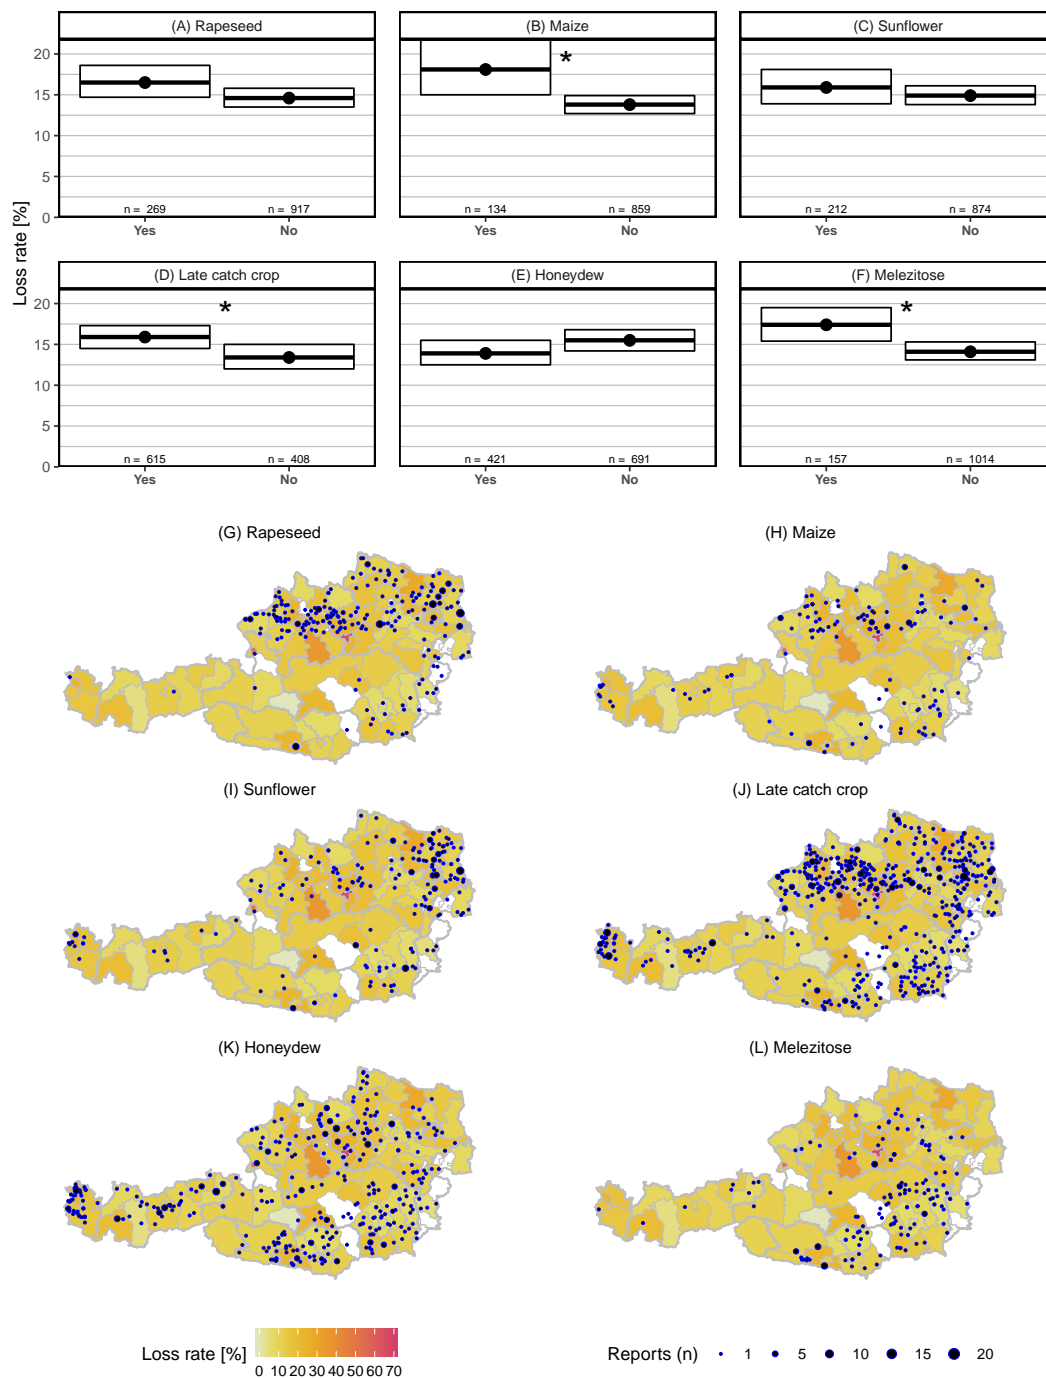 (A) Rapeseed (B) Maize (C) Sunflower
Loss rate [%]
20
15
10
5
0
*
n = 269 n = 917 n = 134 n = 859 n = 212 n = 874
Yes No Yes No Yes No
(D) Late catch crop (E) Honeydew (F) Melezitose
20
15
10
5
0
* *
n = 615 n = 408 n = 421 n = 691 n = 157 n = 1014
Yes No Yes No Yes No
(G) Rapeseed (H) Maize
(I) Sunflower (J) Late catch crop
(K) Honeydew (L) Melezitose
Loss rate [%] 0 10 20 30 40 50 60 70
Reports (n) 1 5 10 15 20